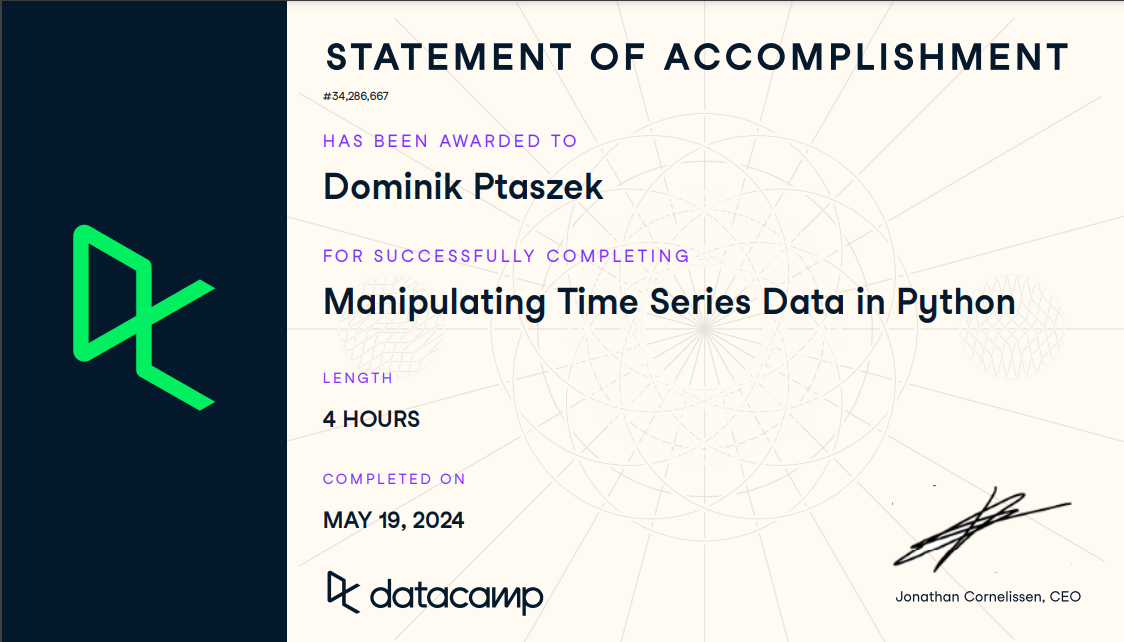 STATEMENT OF ACCOMPLISHMENT
#34,286,667
HAS BEEN AWARDED TO
Dominik Ptaszek
FOR SUCCESSFULLY COMPLETING
Manipulating Time Series Data in Python
LENGTH
4 HOURS
COMPLETED ON
MAY 19, 2024
datacamp
Jonathan Cornelissen, CEO